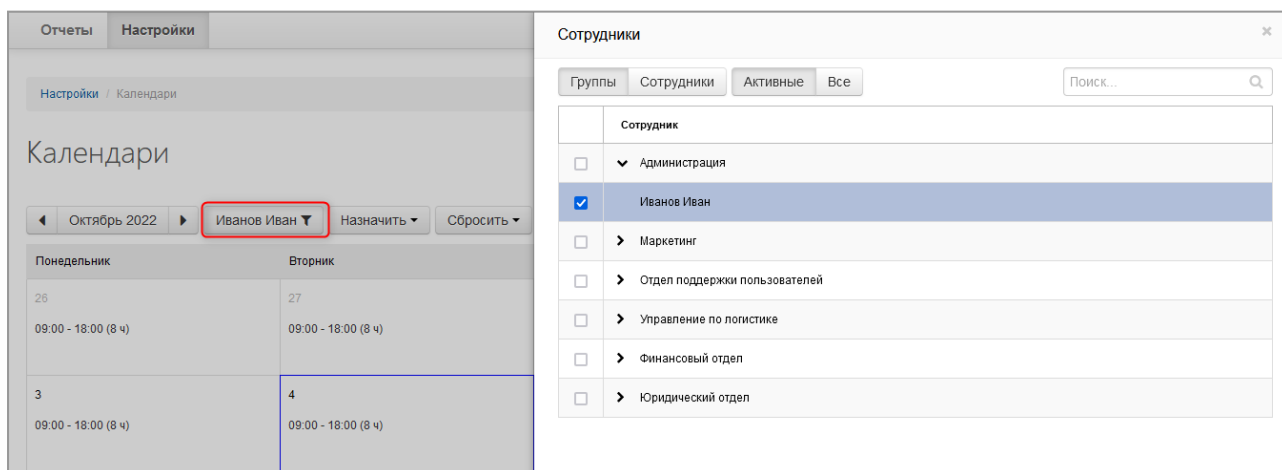 Отчеты Настройки
Настройки / Календари
Календари
Октябрь 2022 Иванов Иван Назначить Сбросить
Понедельник Вторник
26 27
09:00 - 18:00 (8 ч) 09:00 - 18:00 (8 ч)
3 4
09:00 - 18:00 (8 ч) 09:00 - 18:00 (8 ч)
Сотрудники
Группы Сотрудники Активные Все Поиск...
Сотрудник
Администрация
Иванов Иван
Маркетинг
Отдел поддержки пользователей
Управление по логистике
Финансовый отдел
Юридический отдел